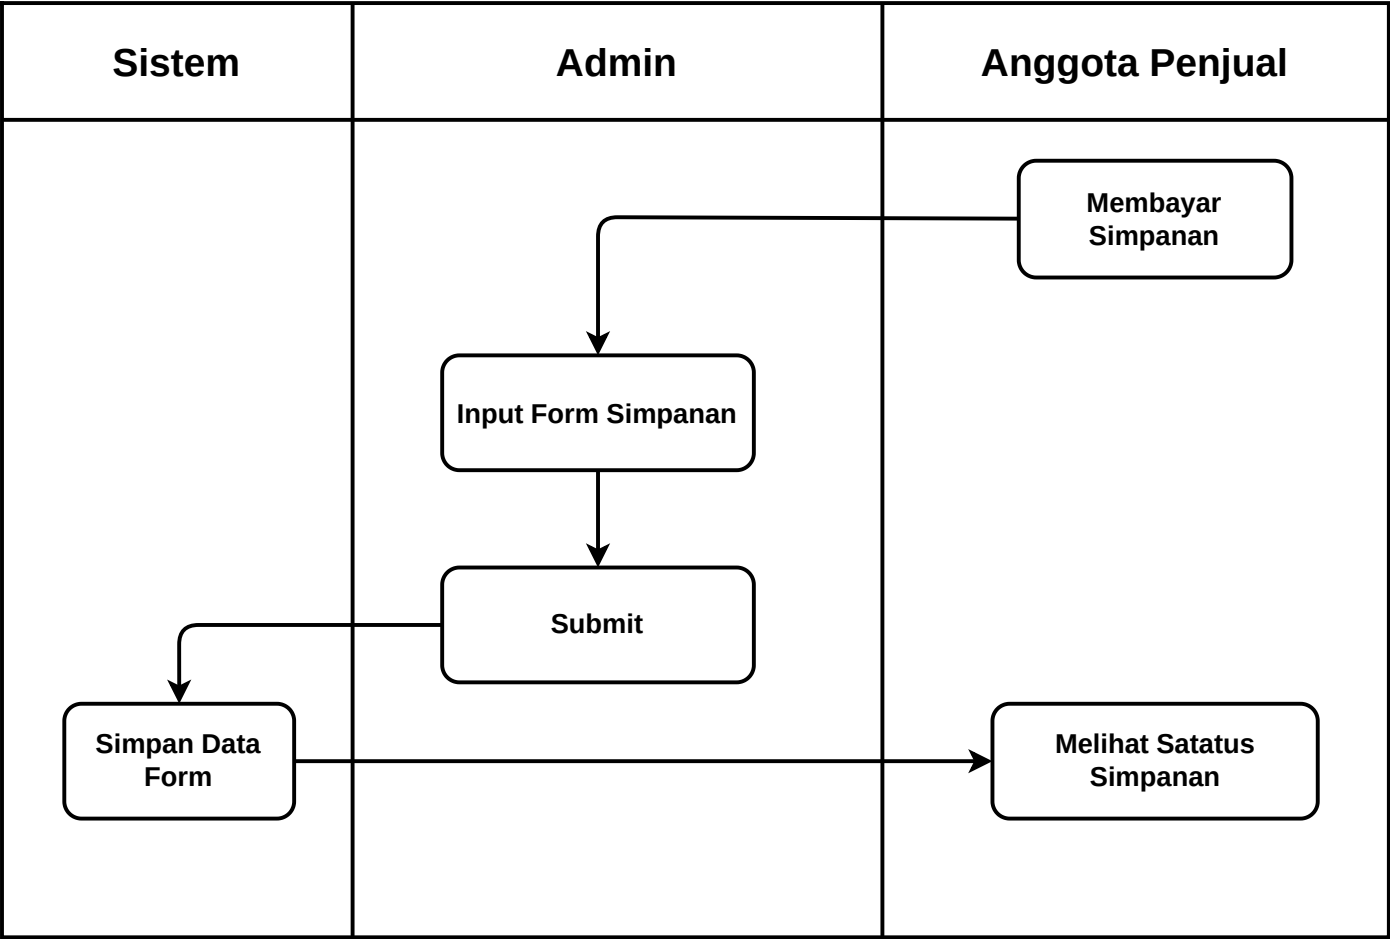 Sistem
Admin
Anggota Penjual
Membayar
Simpanan
Input Form Simpanan
Submit
Simpan Data
Form
Melihat Satatus
Simpanan